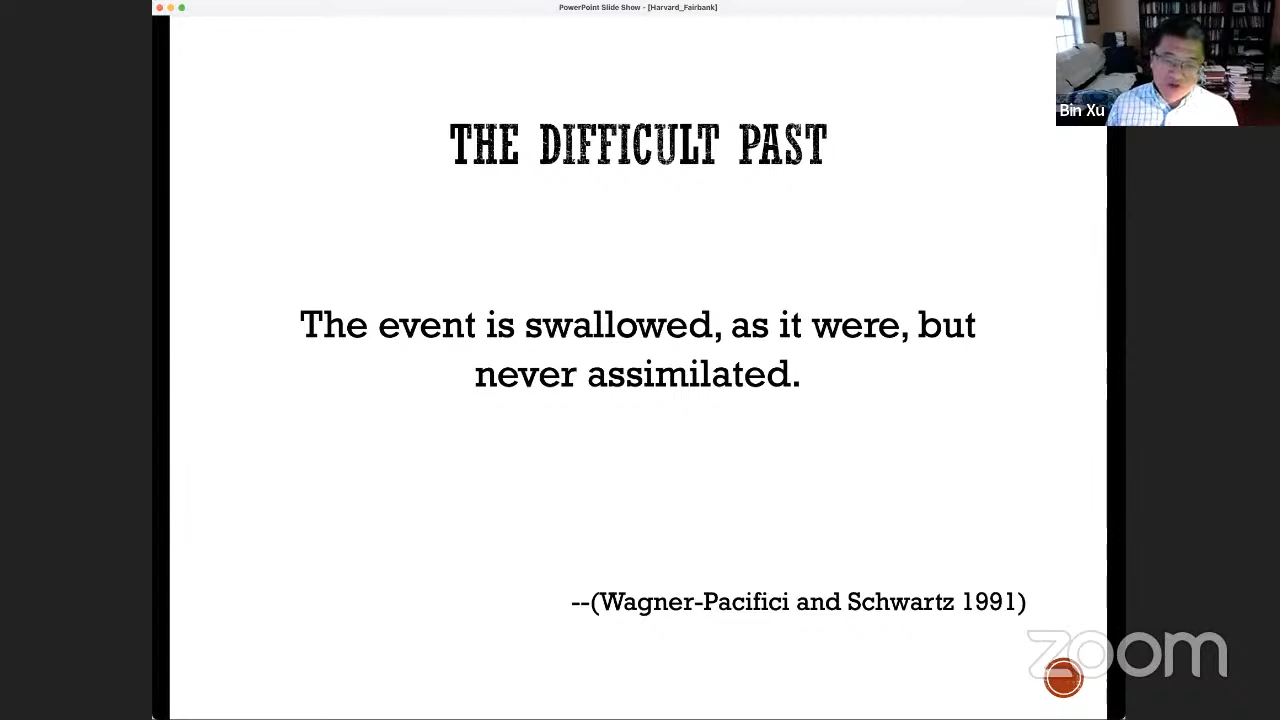 PowerPoint Slide Show - [Harvard_Fairbank]
Bin Xu
THE DIFFICULT PAST
The event is swallowed, as it were, but
never assimilated.
--(Wagner-Pacifici and Schwartz 1991)
zoom